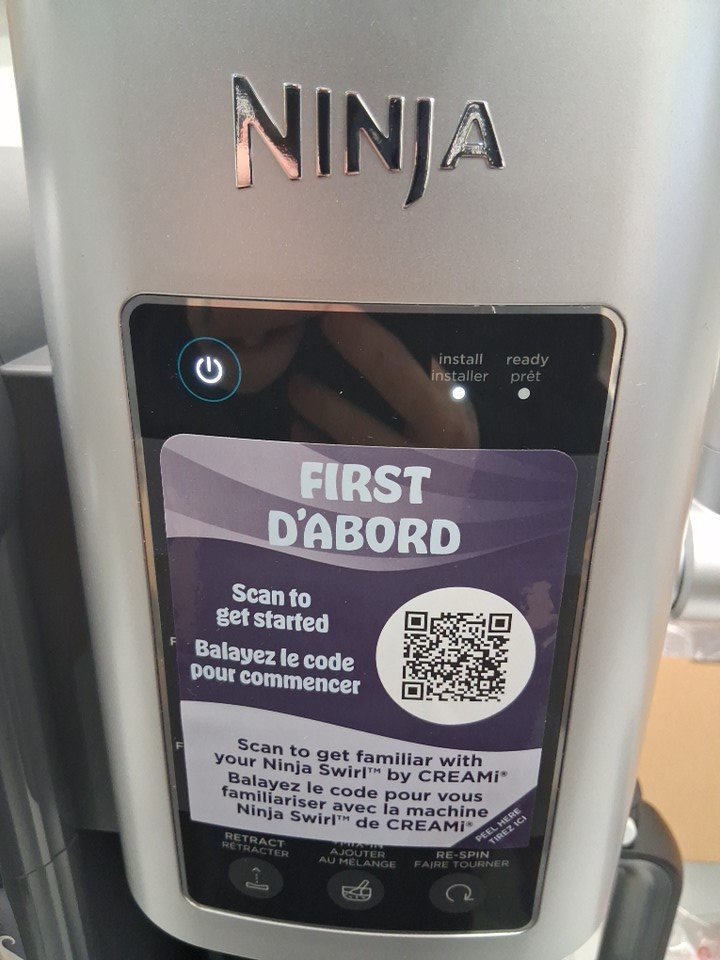 NINJA
install ready
installer prêt
FIRST
D'ABORD
Scan to
get started
Balayez le code
pour commencer
Scan to get familiar with
your Ninja Swirl™ by CREAMi®
Balayez le code pour vous
familiariser avec la machine
Ninja Swirl™ de CREAMi®
PEEL HERE
TIREZ ICI
RETRACT
RÉTRACTER
MIX-IN
AJOUTER
AU MÉLANGE
RE-SPIN
FAIRE TOURNER